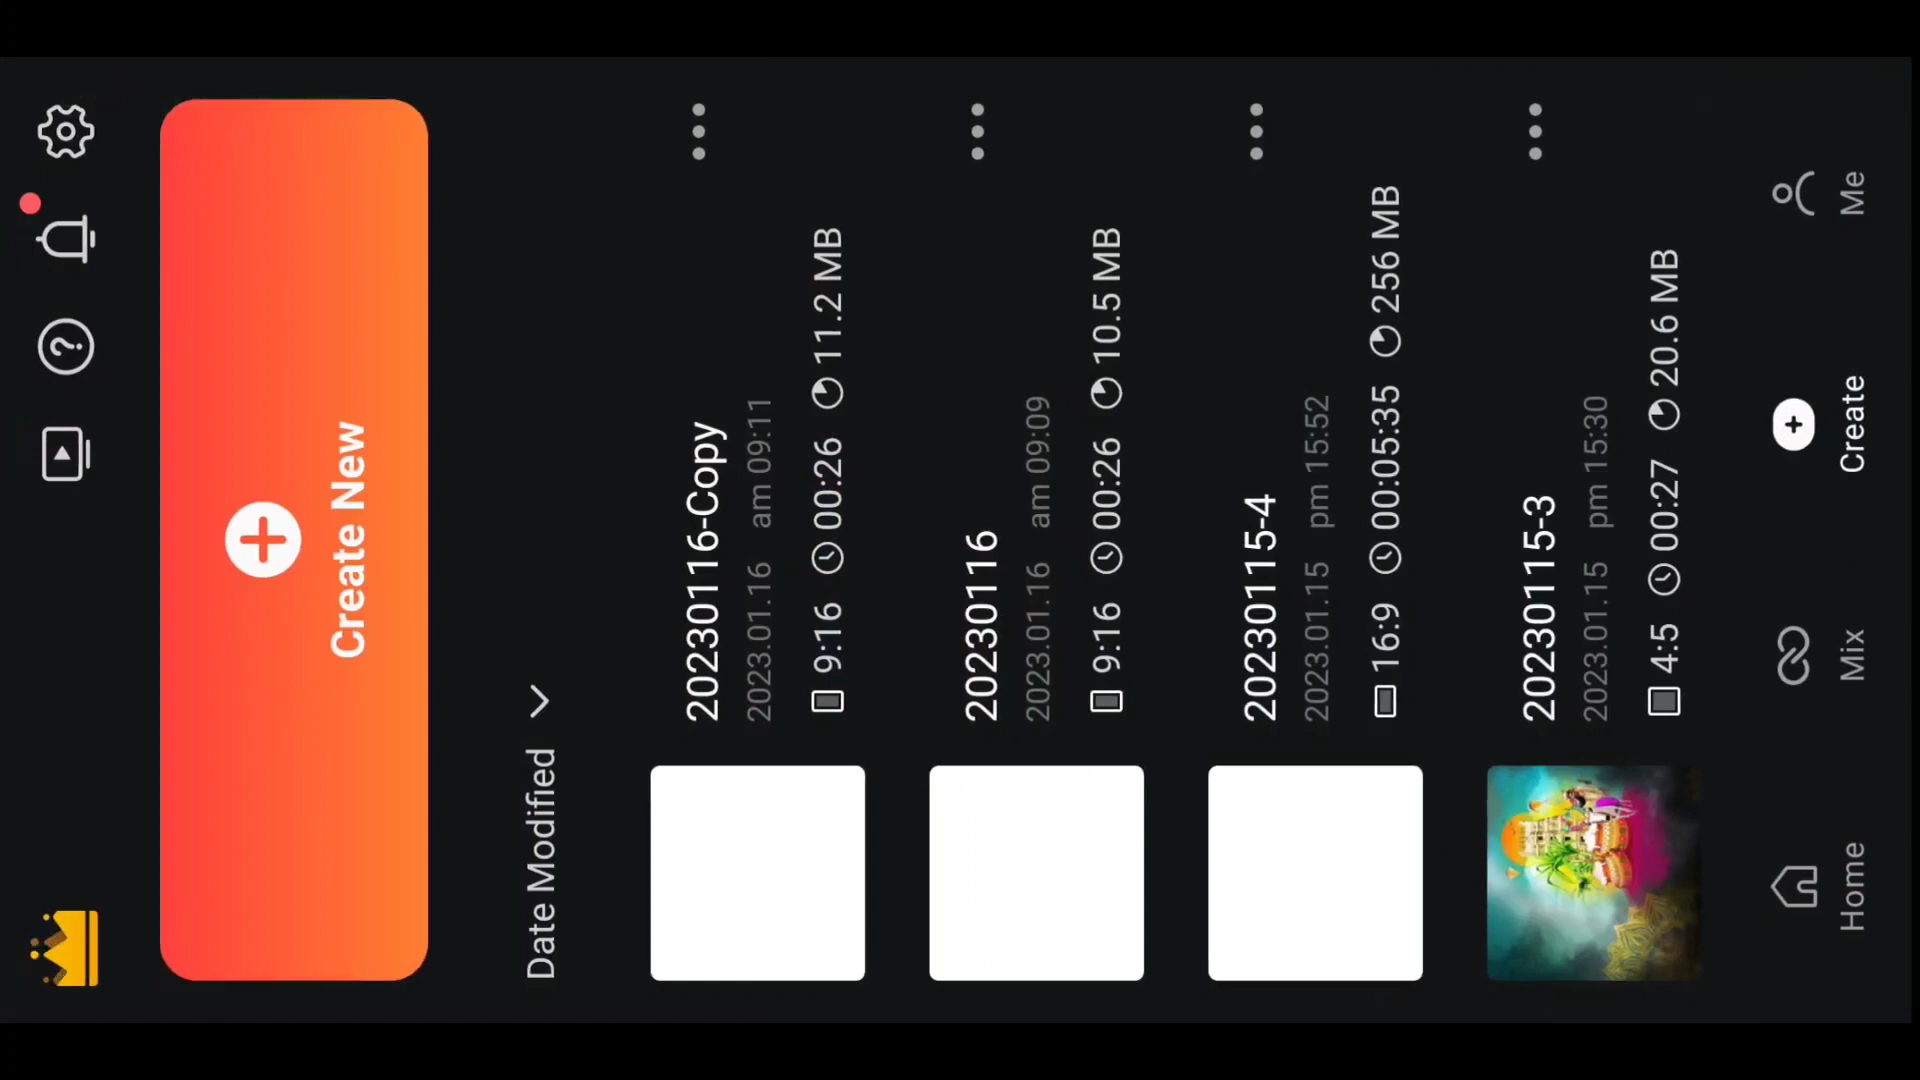 Create New
Date Modified
20230116-Copy
2023.01.16 am 09:11
9:16 00:26 11.2 MB
20230116
2023.01.16 am 09:09
9:16 00:26 10.5 MB
20230115-4
2023.01.15 pm 15:52
16:9 00:05:35 256 MB
20230115-3
2023.01.15 pm 15:30
4:5 00:27 20.6 MB
Home
Mix
Create
Me